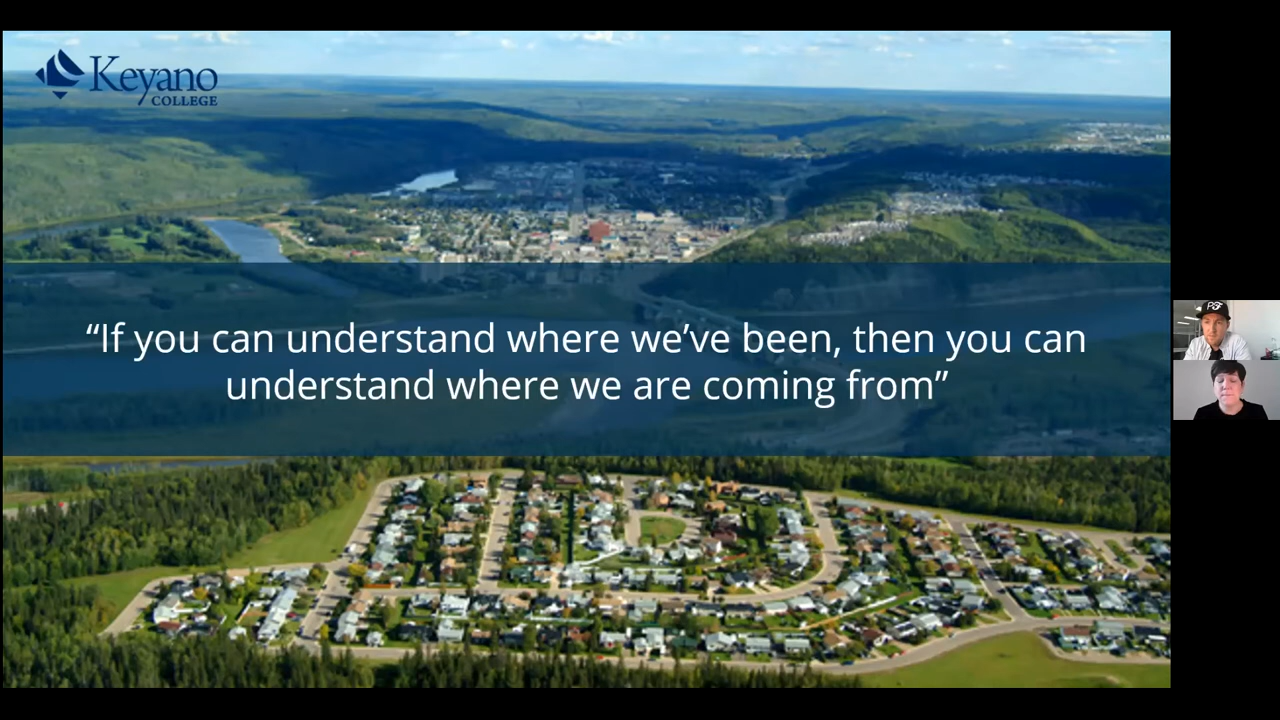 Keyano
COLLEGE
“If you can understand where we’ve been, then you can
understand where we are coming from”